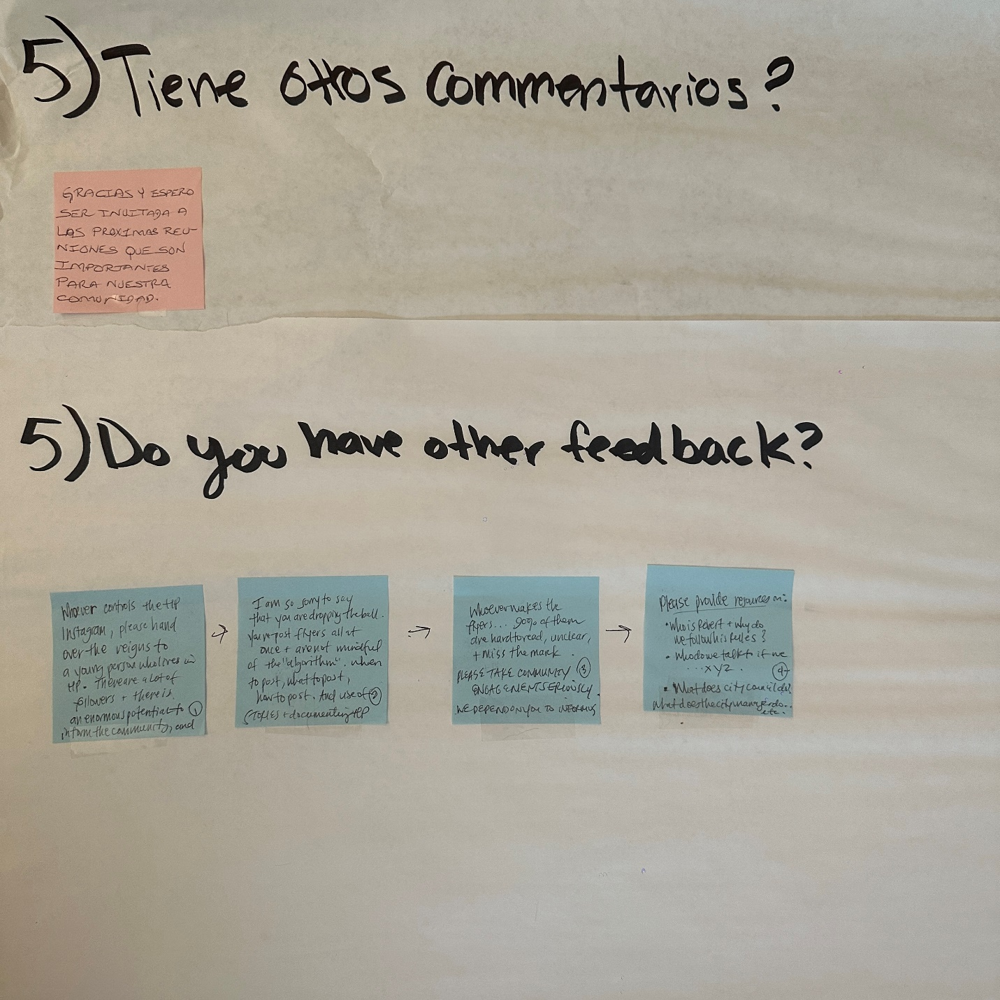 5) Tiene otros commentarios?
GRACIAS Y ESPERO
SER INVITADA A
LAS PROXIMAS REU-
NIONES QUE SON
IMPORTANTES
PARA NUESTRA
COMUNIDAD.
5) Do you have other feedback?
Whoever controls the HP
Instagram, please hand
over the reigns to
a young person who lives in
HP. There are a lot of
followers + there is
an enormous potential to ①
inform the community, and
→
I am so sorry to say
that you are dropping the ball.
you repost flyers all at
once + are not mindful
of the "algorithm". when
to post, what to post,
how to post. And use of ②
STORIES + documenting HP
→
Whoever makes the
flyers... 90% of them
are hard to read, unclear,
+ miss the mark.
PLEASE TAKE COMMUNITY ③
ENGAGEMENT SERIOUSLY.
WE DEPEND ON YOU TO INFORM US
→
Please provide resources on:
• Who is Robert + why do
we follow his rules?
• who do we talk to if we
... XYZ. ④
• What does city council do?
what does the city manager do..
etc.